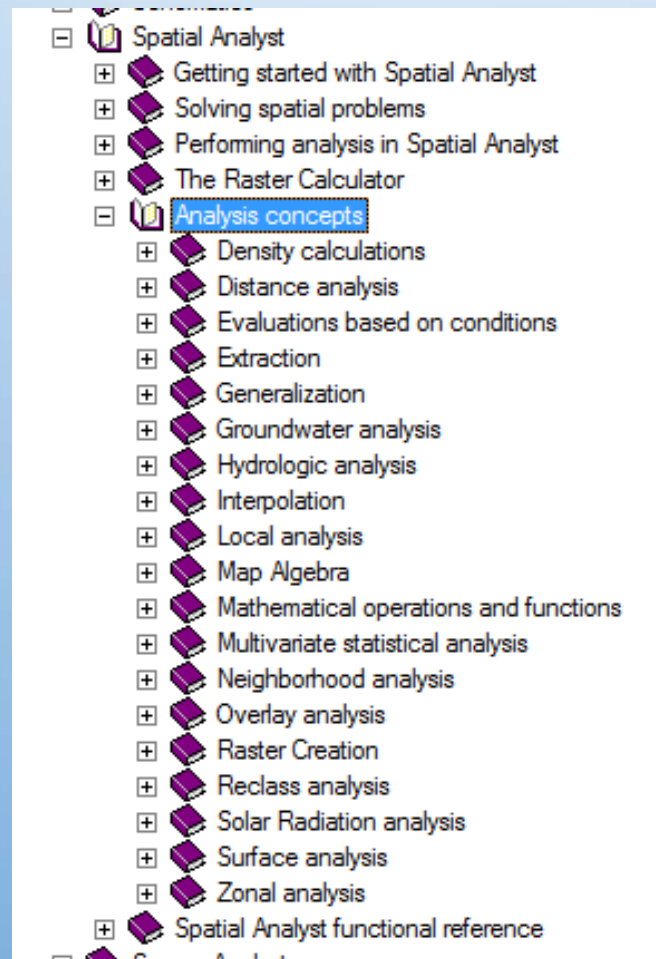 Spatial Analyst
Getting started with Spatial Analyst
Solving spatial problems
Performing analysis in Spatial Analyst
The Raster Calculator
Analysis concepts
Density calculations
Distance analysis
Evaluations based on conditions
Extraction
Generalization
Groundwater analysis
Hydrologic analysis
Interpolation
Local analysis
Map Algebra
Mathematical operations and functions
Multivariate statistical analysis
Neighborhood analysis
Overlay analysis
Raster Creation
Reclass analysis
Solar Radiation analysis
Surface analysis
Zonal analysis
Spatial Analyst functional reference